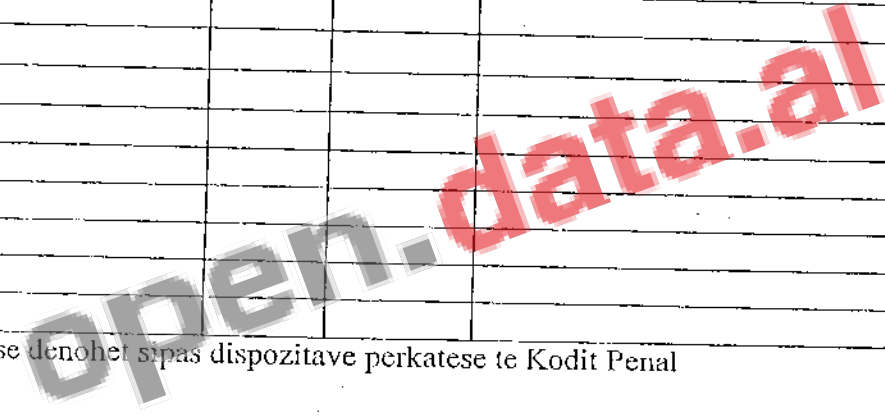 open.data.al
se denohet sipas dispozitave perkatese te Kodit Penal